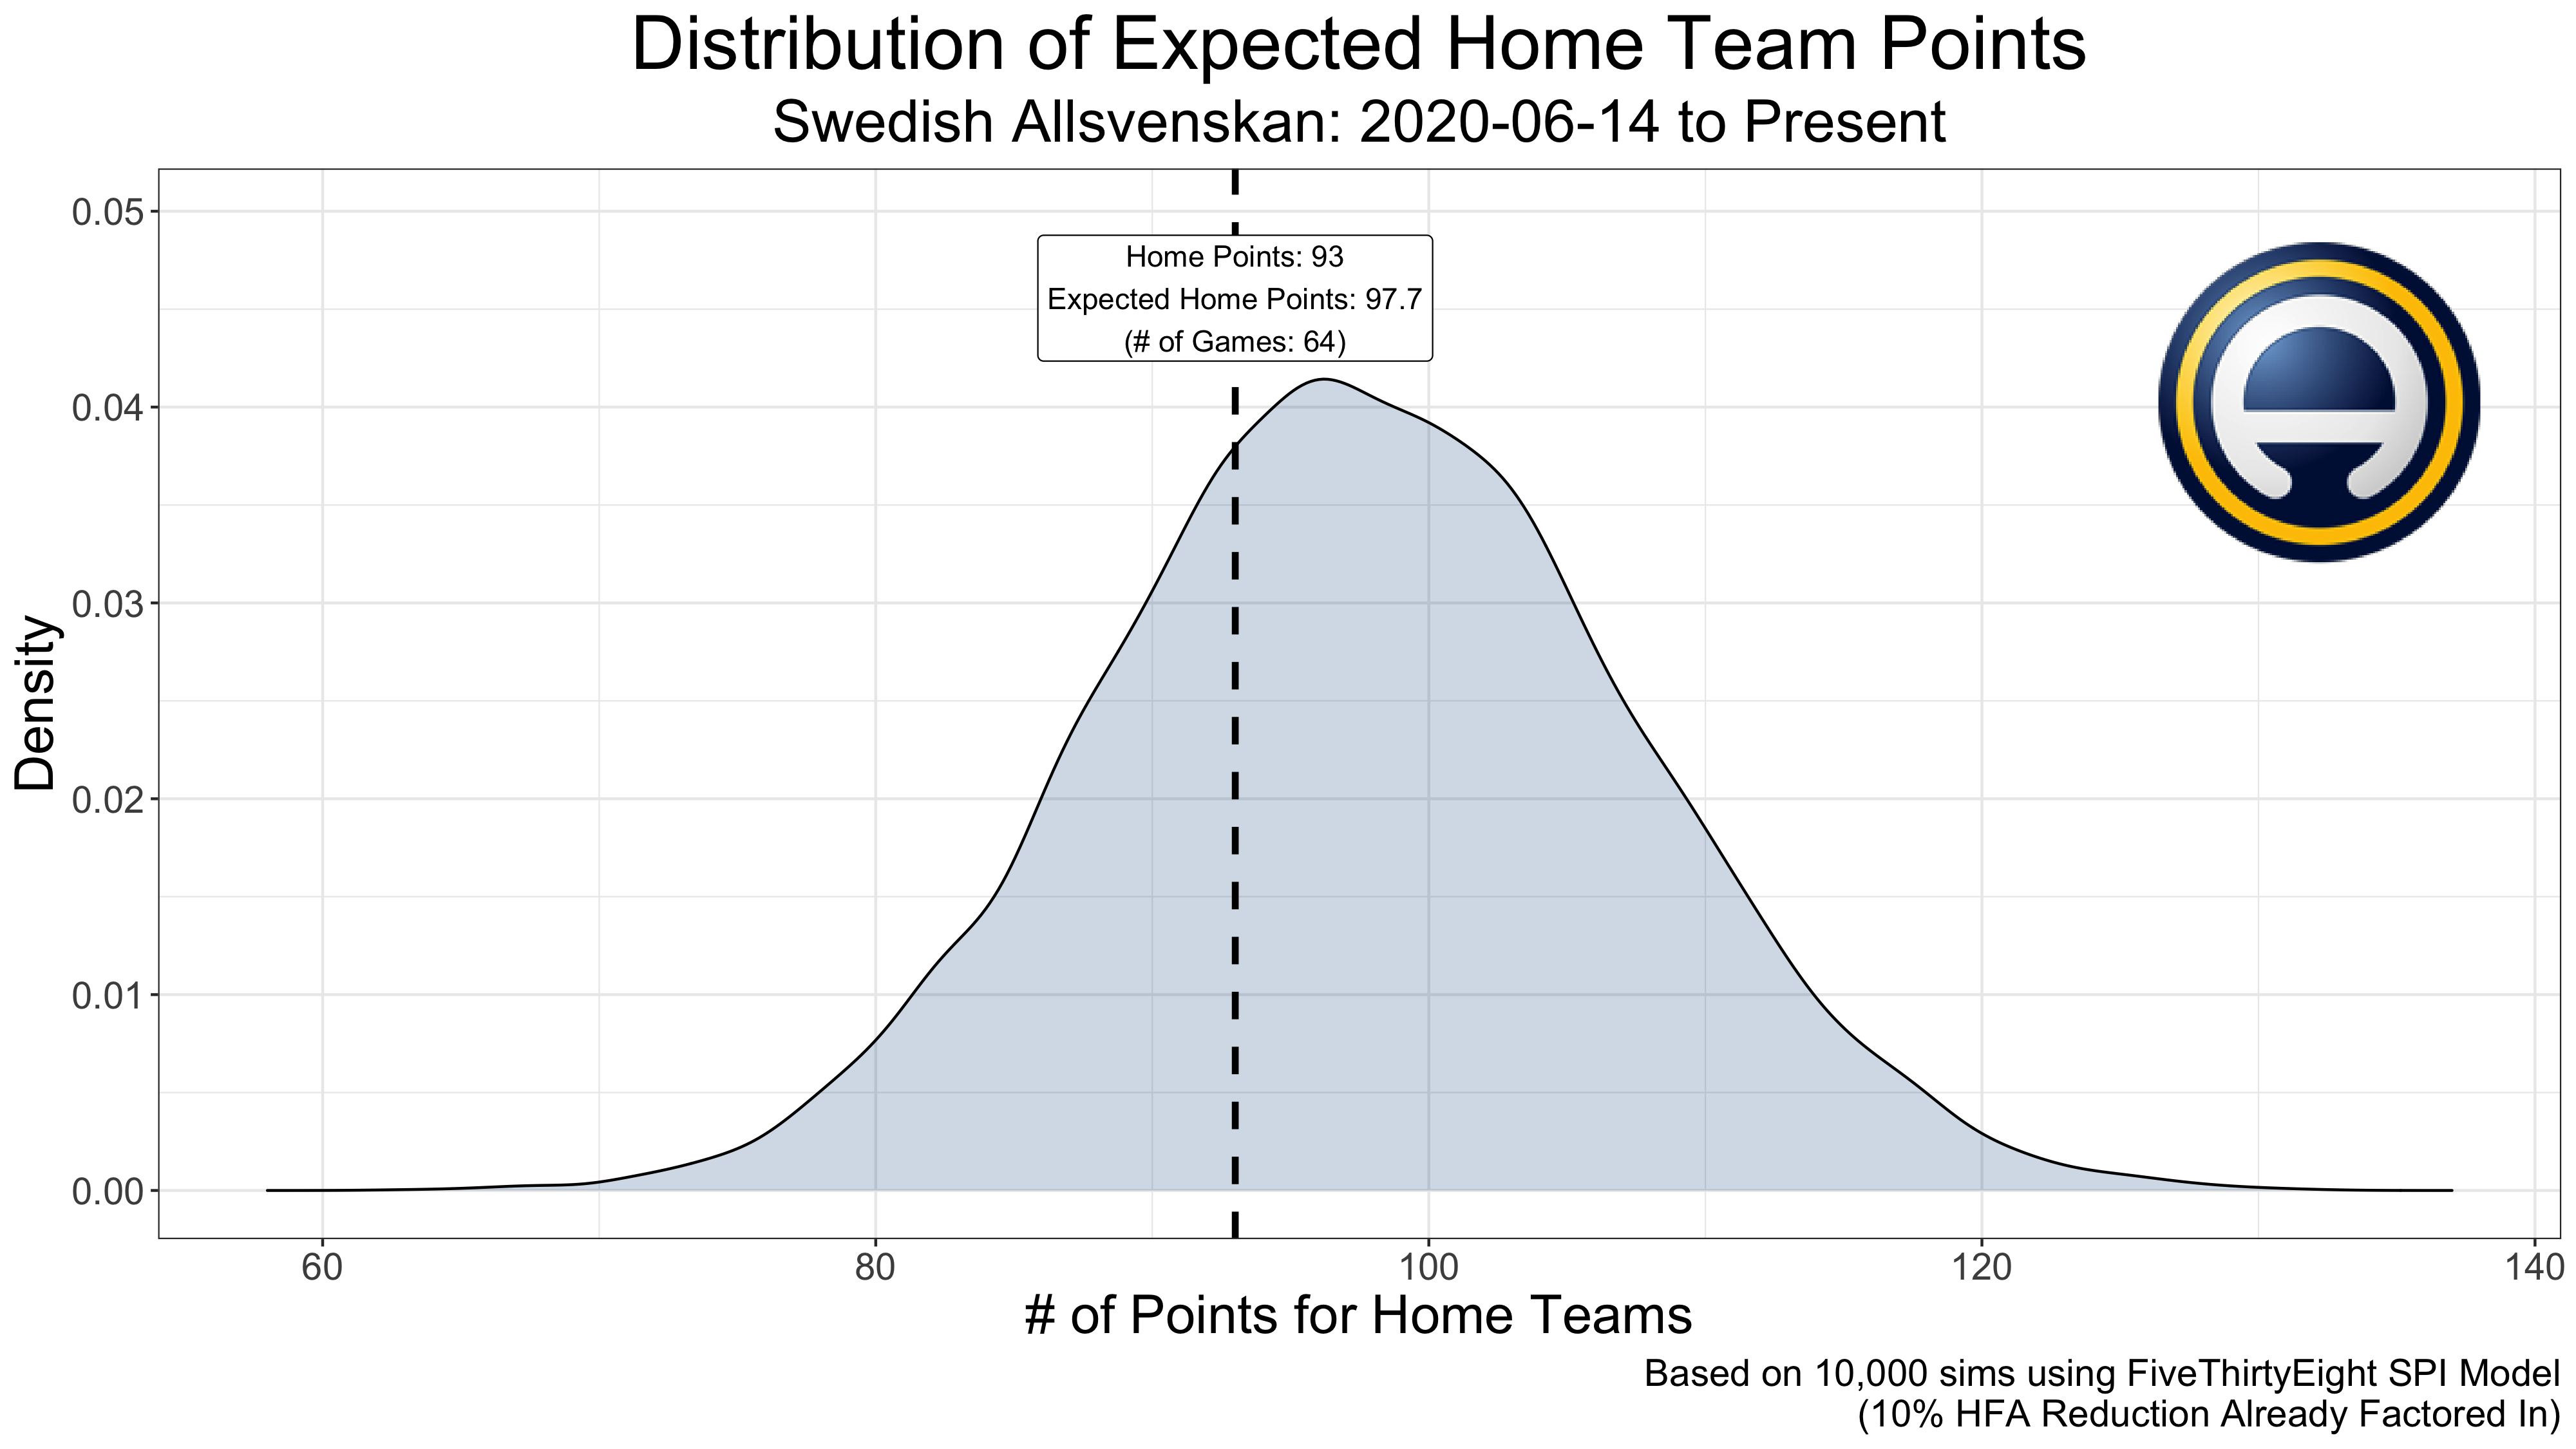 Distribution of Expected Home Team Points
Swedish Allsvenskan: 2020-06-14 to Present
0.05
0.04
0.03
0.02
0.01
0.00
Density
Home Points: 93
Expected Home Points: 97.7
(# of Games: 64)
60 80 100 120 140
# of Points for Home Teams
Based on 10,000 sims using FiveThirtyEight SPI Model
(10% HFA Reduction Already Factored In)